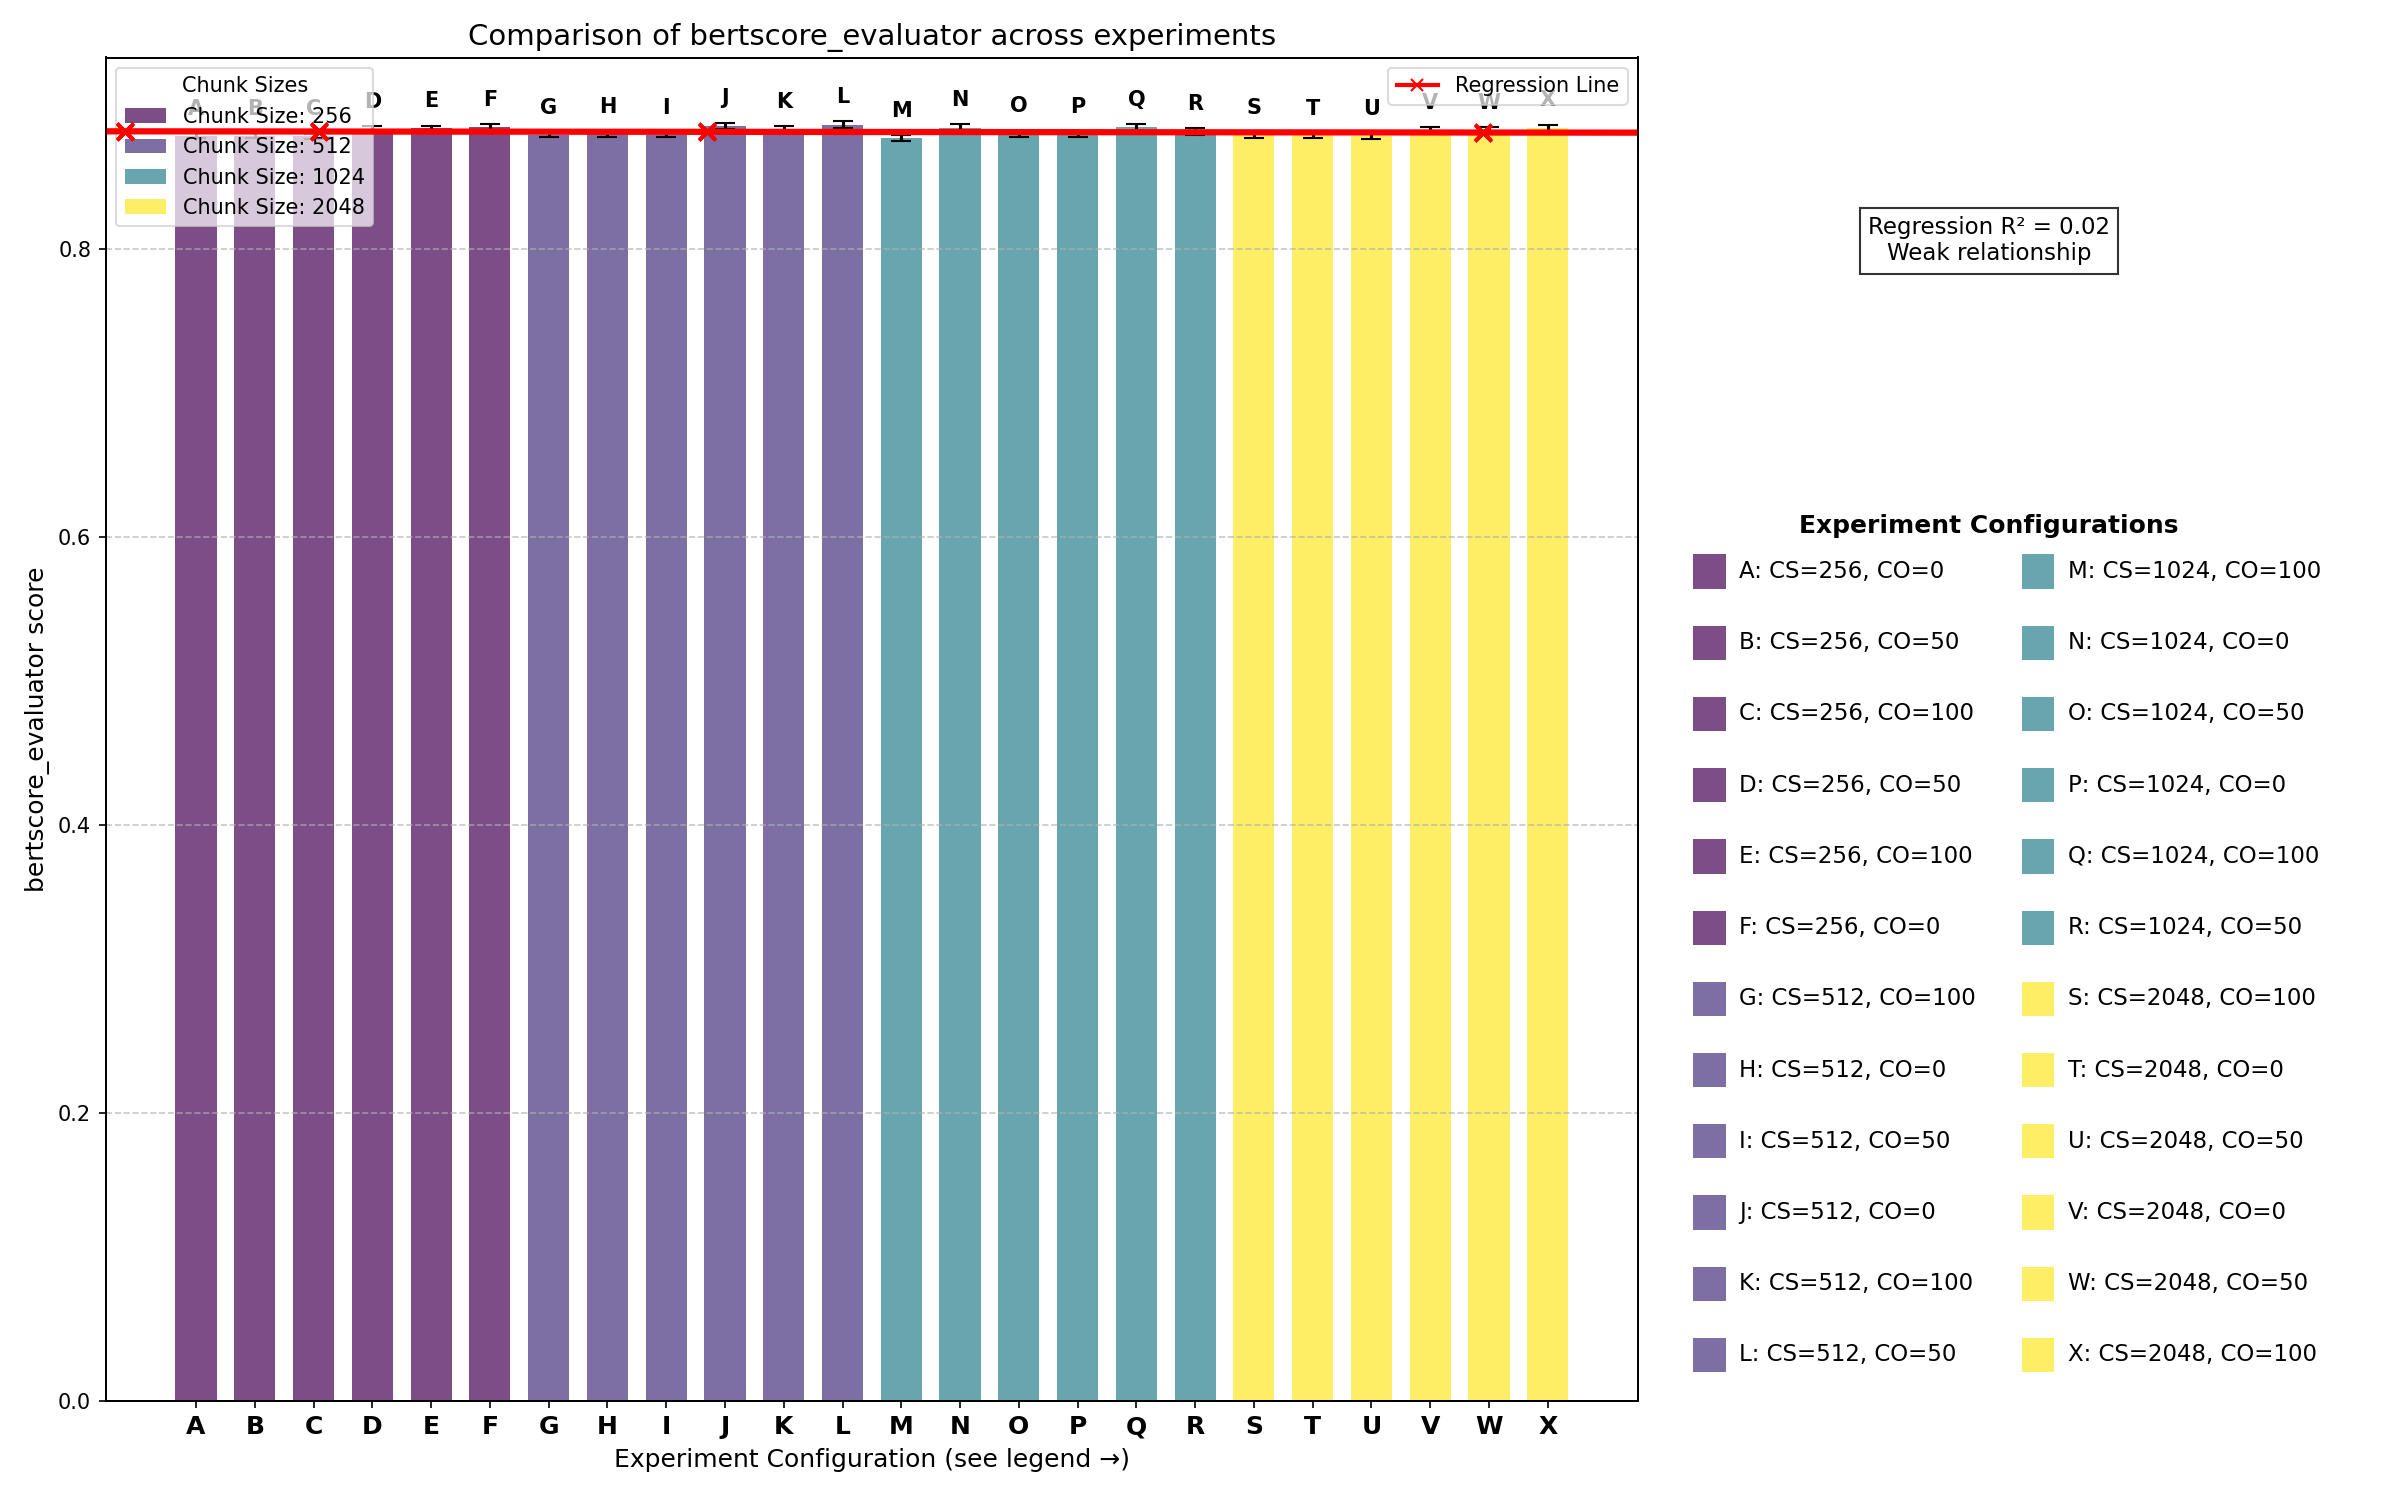 Comparison of bertscore_evaluator across experiments
Chunk Sizes
Chunk Size: 256
Chunk Size: 512
Chunk Size: 1024
Chunk Size: 2048
Regression Line
A B C D E F G H I J K L M N O P Q R S T U V W X
0.8
0.6
0.4
0.2
0.0
bertscore_evaluator score
A B C D E F G H I J K L M N O P Q R S T U V W X
Experiment Configuration (see legend →)
Regression R² = 0.02
Weak relationship
Experiment Configurations
A: CS=256, CO=0
B: CS=256, CO=50
C: CS=256, CO=100
D: CS=256, CO=50
E: CS=256, CO=100
F: CS=256, CO=0
G: CS=512, CO=100
H: CS=512, CO=0
I: CS=512, CO=50
J: CS=512, CO=0
K: CS=512, CO=100
L: CS=512, CO=50
M: CS=1024, CO=100
N: CS=1024, CO=0
O: CS=1024, CO=50
P: CS=1024, CO=0
Q: CS=1024, CO=100
R: CS=1024, CO=50
S: CS=2048, CO=100
T: CS=2048, CO=0
U: CS=2048, CO=50
V: CS=2048, CO=0
W: CS=2048, CO=50
X: CS=2048, CO=100